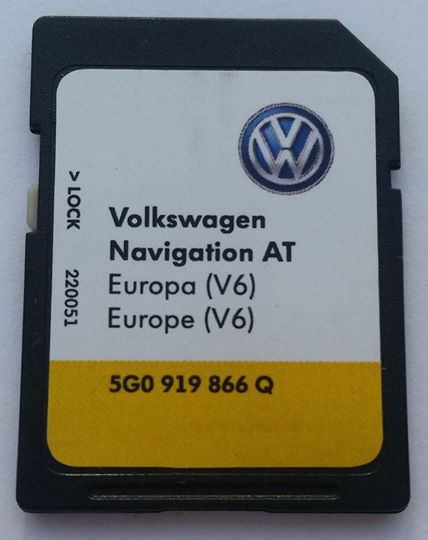 > LOCK 220051
Volkswagen
Navigation AT
Europa (V6)
Europe (V6)
5G0 919 866 Q